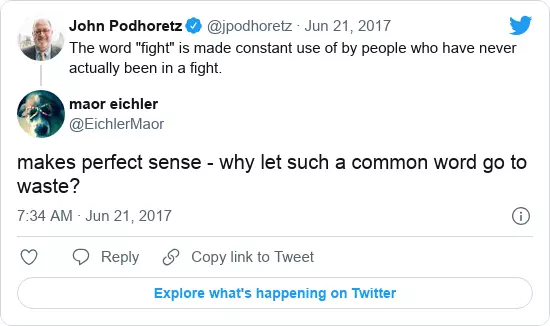 John Podhoretz @jpodhoretz · Jun 21, 2017
The word "fight" is made constant use of by people who have never
actually been in a fight.
maor eichler
@EichlerMaor
makes perfect sense - why let such a common word go to
waste?
7:34 AM · Jun 21, 2017
Reply Copy link to Tweet
Explore what's happening on Twitter